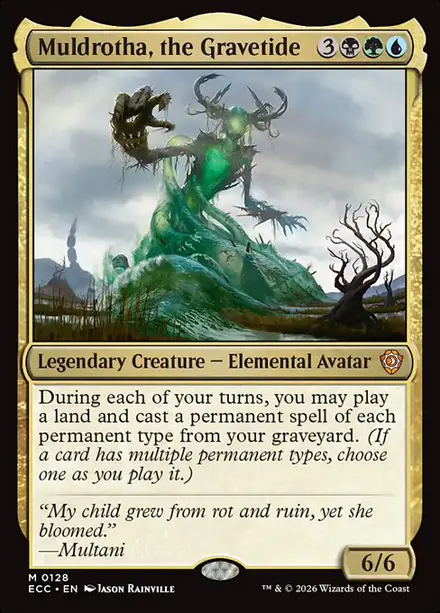 Muldrotha, the Gravetide 3
Legendary Creature — Elemental Avatar
During each of your turns, you may play
a land and cast a permanent spell of each
permanent type from your graveyard. (If
a card has multiple permanent types, choose
one as you play it.)
“My child grew from rot and ruin, yet she
bloomed.”
—Multani
6/6
M 0128
ECC • EN Jason Rainville ™ & © 2026 Wizards of the Coast